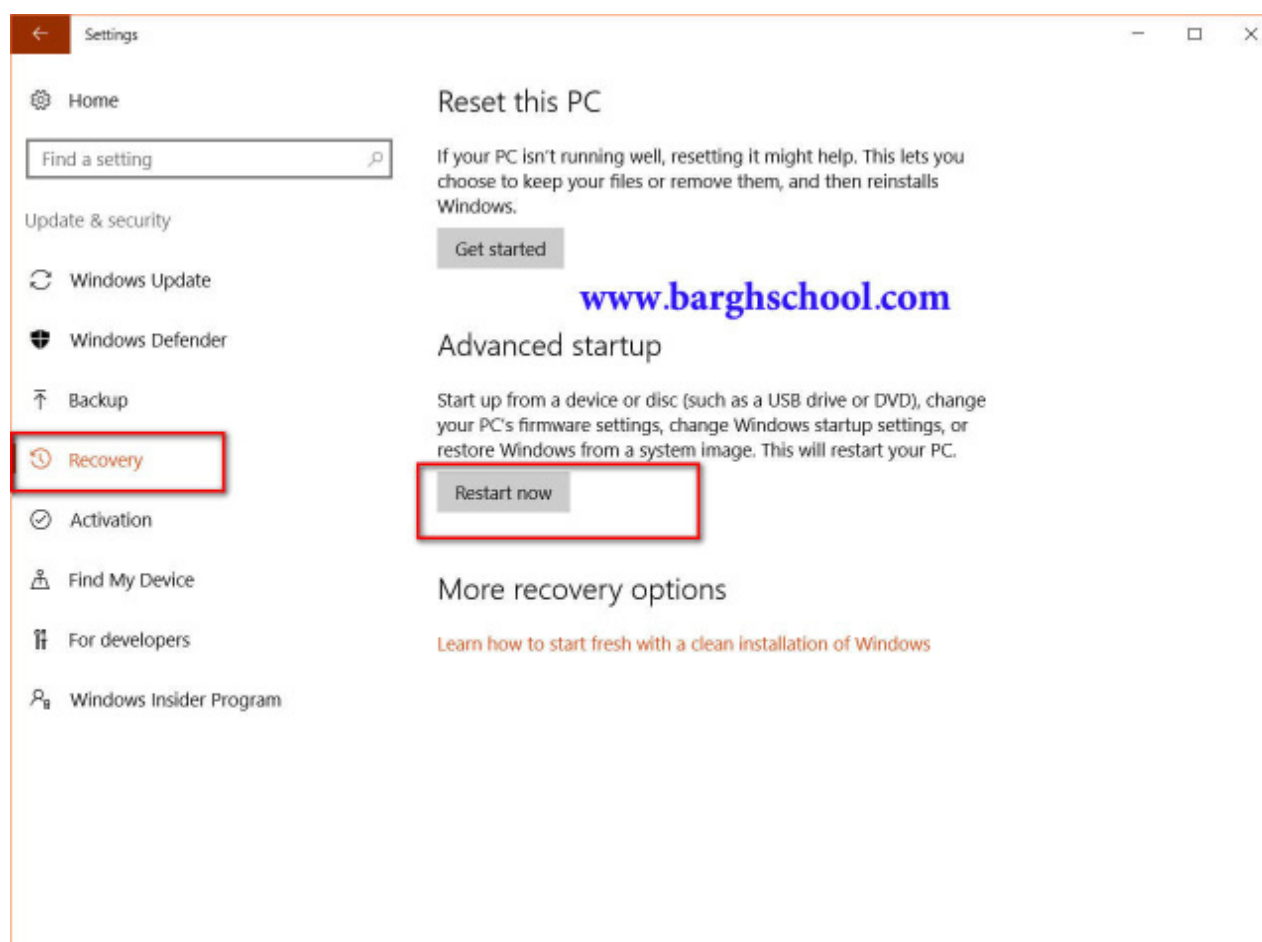 Settings
Home
Find a setting
Update & security
Windows Update
Windows Defender
Backup
Recovery
Activation
Find My Device
For developers
Windows Insider Program
Reset this PC
If your PC isn't running well, resetting it might help. This lets you
choose to keep your files or remove them, and then reinstalls
Windows.
Get started
www.barghschool.com
Advanced startup
Start up from a device or disc (such as a USB drive or DVD), change
your PC's firmware settings, change Windows startup settings, or
restore Windows from a system image. This will restart your PC.
Restart now
More recovery options
Learn how to start fresh with a clean installation of Windows